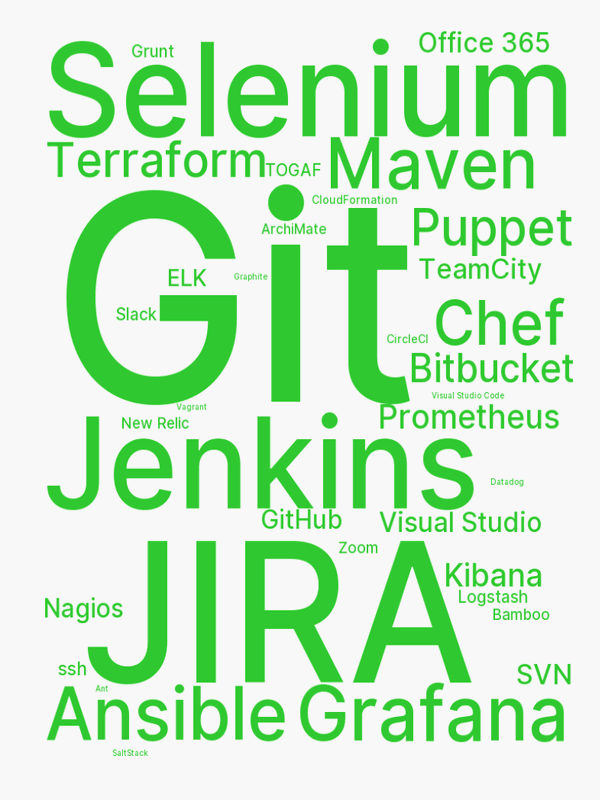 Office 365
Grunt
Selenium
Terraform
TOGAF
Maven
CloudFormation
ArchiMate
Puppet
Git
TeamCity
ELK
Graphite
Slack
Chef
CircleCI
Bitbucket
Visual Studio Code
Vagrant
New Relic
Prometheus
Jenkins
Datadog
GitHub
Visual Studio
Zoom
JIRA
Kibana
Logstash
Nagios
Bamboo
ssh
SVN
Ant
Ansible
Grafana
SaltStack